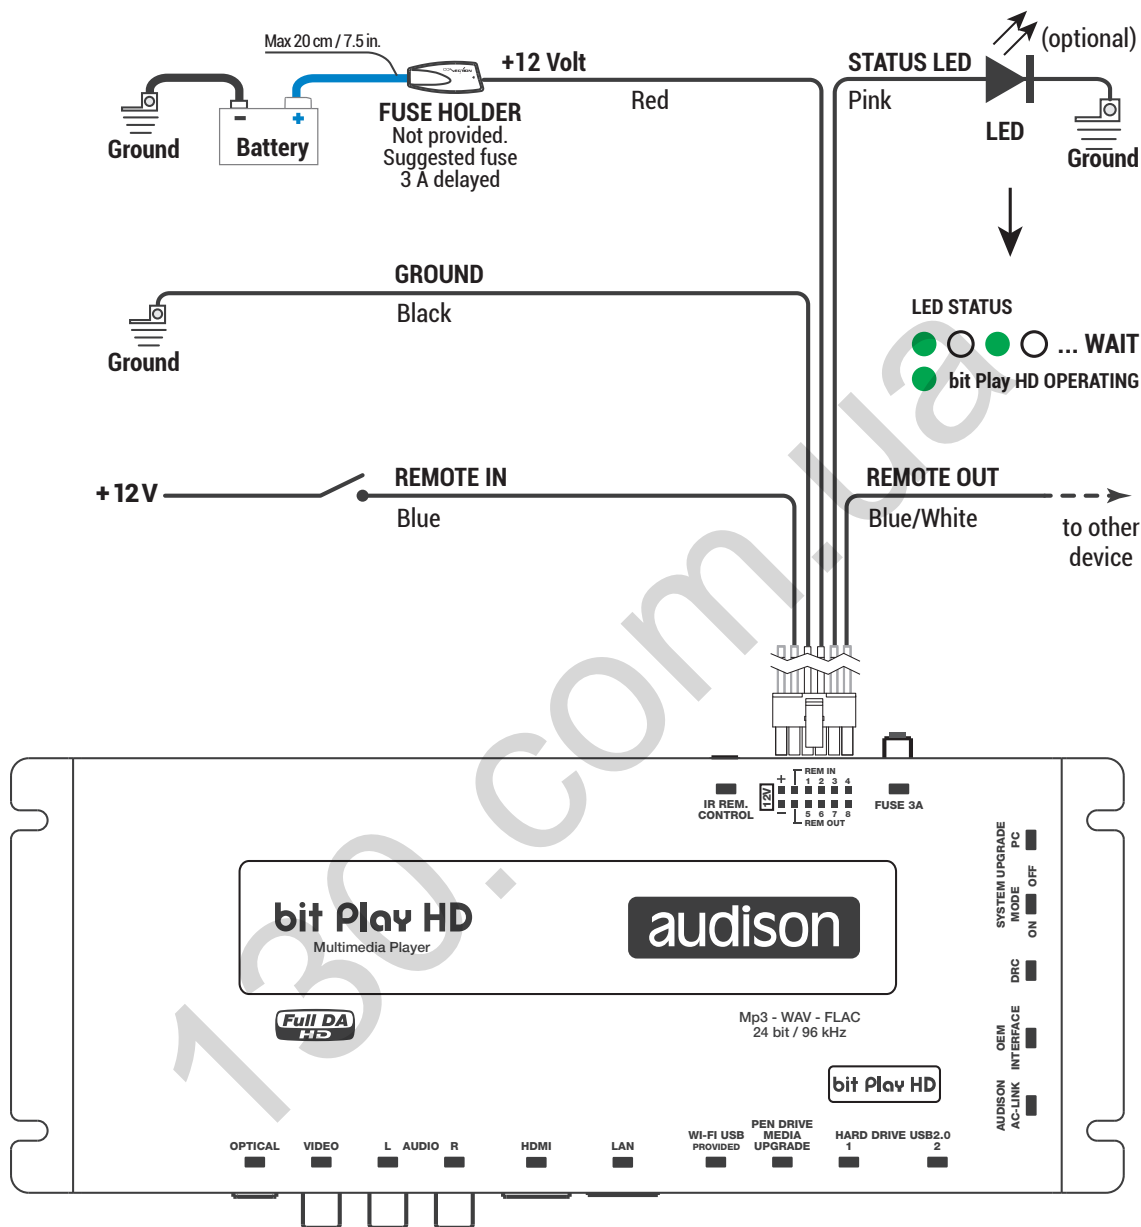 Max 20 cm / 7.5 in.
+12 Volt
Red
STATUS LED
Pink
(optional)
LED
Ground
Ground
-
+
Battery
FUSE HOLDER
Not provided.
Suggested fuse
3 A delayed
GROUND
Black
Ground
LED STATUS
... WAIT
bit Play HD OPERATING
+12V
REMOTE IN
Blue
REMOTE OUT
Blue/White
to other
device
130.com.ua
IR REM.
CONTROL
12V
+
-
REM IN
1 2 3 4
5 6 7 8
REM OUT
FUSE 3A
SYSTEM UPGRADE
PC
MODE
ON OFF
DRC
OEM
INTERFACE
AUDISON
AC-LINK
bit Play HD
Multimedia Player
audison
Full DA
HD
Mp3 - WAV - FLAC
24 bit / 96 kHz
bit Play HD
OPTICAL
VIDEO
L AUDIO R
HDMI
LAN
WI-FI USB
PROVIDED
PEN DRIVE
MEDIA
UPGRADE
HARD DRIVE USB2.0
1 2